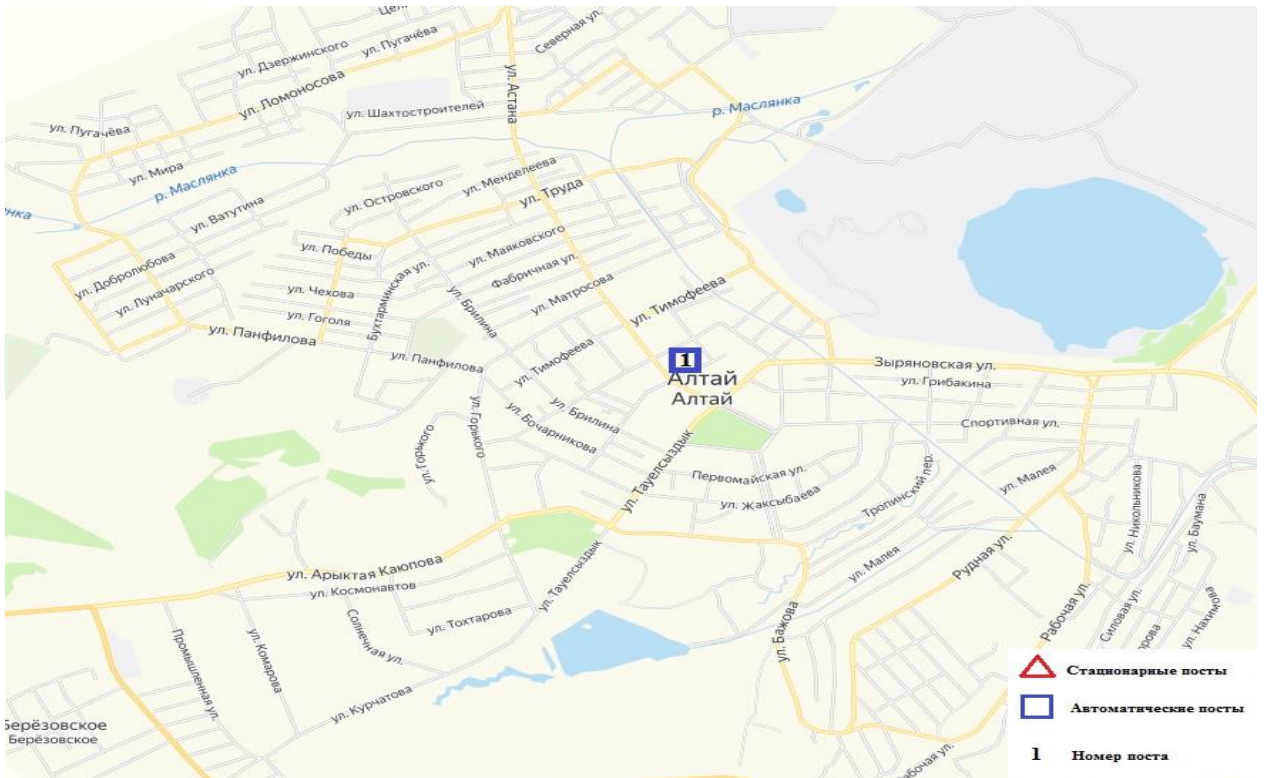 Северная ул.
ул. Пугачёва
ул. Дзержинского
ул. Ломоносова
ул. Астана
ул. Шахтостроителей
р. Маслянка
ул. Пугачёва
ул. Мира
р. Маслянка
ул. Менделеева
ул. Островского
ул. Труда
ул. Ватутина
ул. Победы
ул. Маяковского
ул. Добролюбова
Фабричная ул.
ул. Луначарского
Бухтарминская ул.
ул. Матросова
ул. Чехова
ул. Брилина
ул. Тимофеева
ул. Гоголя
ул. Панфилова
ул. Панфилова
ул. Тимофеева
1
Алтай
Алтай
Зыряновская ул.
ул. Грибакина
ул. Горького
ул. Брилина
ул. Бочарникова
Спортивная ул.
ул. Горького
ул. Тауелсыздык
Первомайская ул.
ул. Жаксыбаева
Тропинский пер.
ул. Малея
ул. Никольникова
ул. Баумана
ул. Малея
Рудная ул.
ул. Арыктая Каюпова
ул. Космонавтов
ул. Тауелсыздык
ул. Тохтарова
Солнечная ул.
ул. Комарова
Промышленная ул.
ул. Курчатова
ул. Бажова
Рабочая ул.
Силовая ул.
ул. Нахимова
Берёзовское
Берёзовское
Стационарные посты
Автоматические посты
1 Номер поста